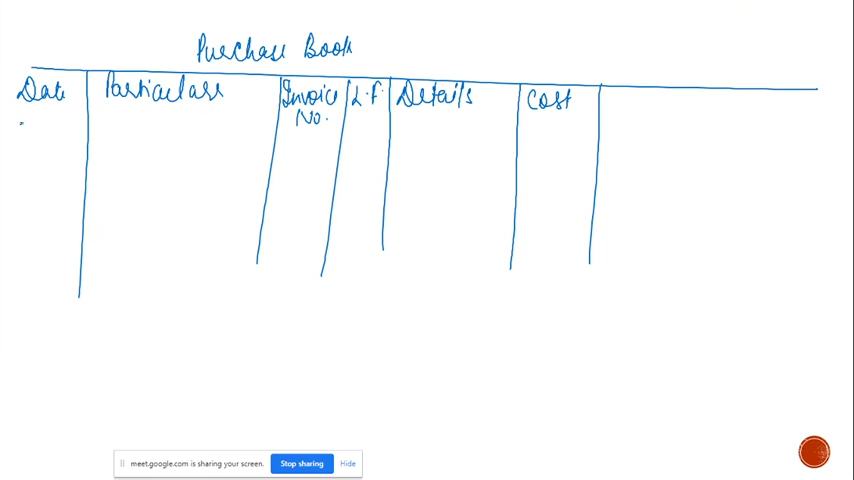 Purchase Book
Date Particulars Invoice No. L.F. Details Cost
meet.google.com is sharing your screen. Stop sharing Hide